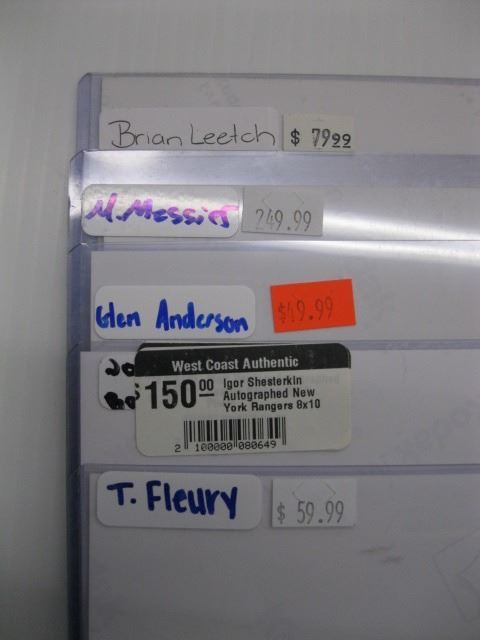 Brian Leetch $ 79 99
M. Messier 249.99
Glen Anderson $49.99
West Coast Authentic
$150 00 Igor Shesterkin
Autographed New
York Rangers 8x10
2 100000 080649
T. Fleury $ 59.99